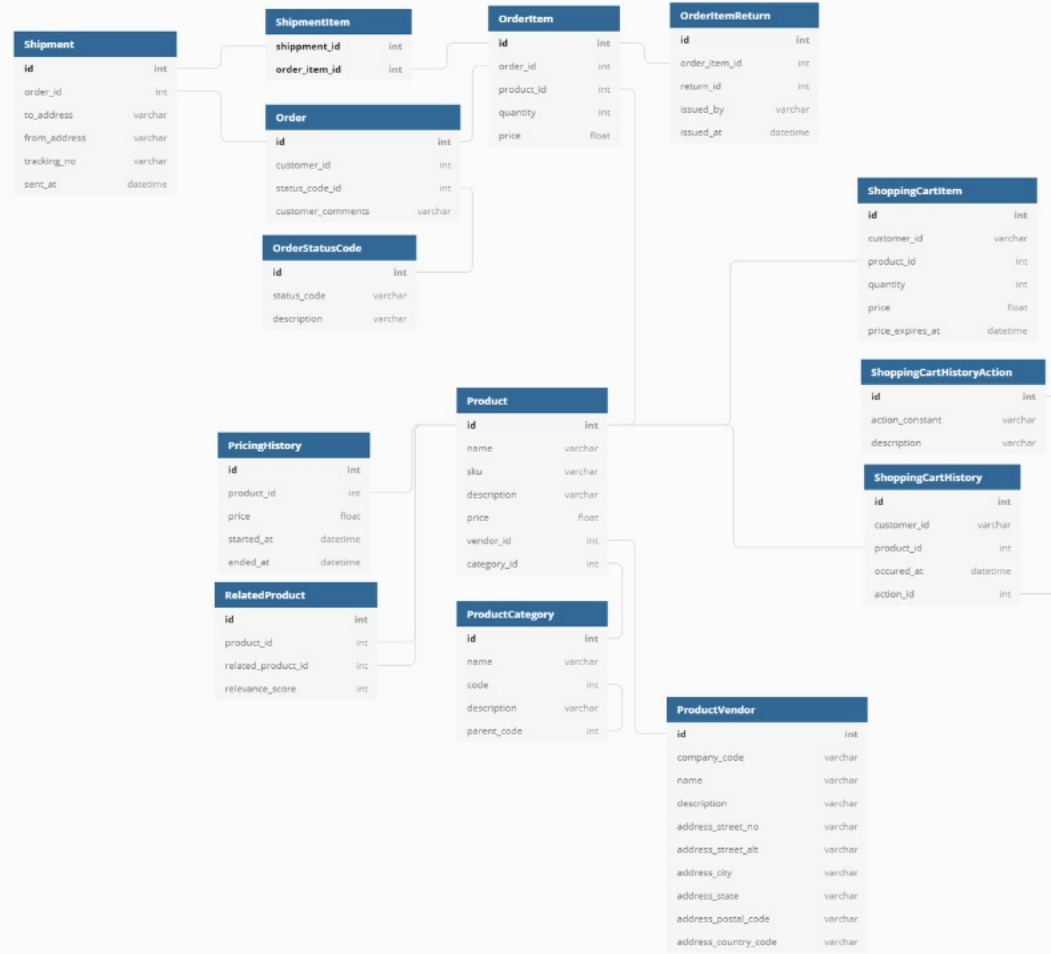 Shipment
id int
order_id int
to_address varchar
from_address varchar
tracking_no varchar
sent_at datetime
ShipmentItem
shippment_id int
order_item_id int
Order
id int
customer_id int
status_code_id int
customer_comments varchar
OrderStatusCode
id int
status_code varchar
description varchar
OrderItem
id int
order_id int
product_id int
quantity int
price float
OrderItemReturn
id int
order_item_id int
return_id int
issued_by varchar
issued_at datetime
ShoppingCartItem
id int
customer_id varchar
product_id int
quantity int
price float
price_expires_at datetime
ShoppingCartHistoryAction
id int
action_constant varchar
description varchar
ShoppingCartHistory
id int
customer_id varchar
product_id int
occured_at datetime
action_id int
Product
id int
name varchar
sku varchar
description varchar
price float
vendor_id int
category_id int
PricingHistory
id int
product_id int
price float
started_at datetime
ended_at datetime
RelatedProduct
id int
product_id int
related_product_id int
relevance_score int
ProductCategory
id int
name varchar
code int
description varchar
parent_code int
ProductVendor
id int
company_code varchar
name varchar
description varchar
address_street_no varchar
address_street_alt varchar
address_city varchar
address_state varchar
address_postal_code varchar
address_country_code varchar